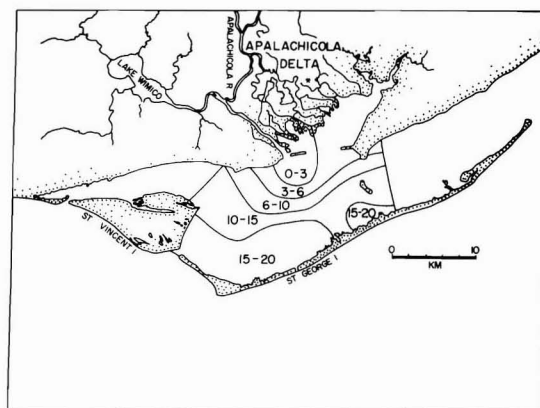 APALACHICOLA R
APALACHICOLA
DELTA
LAKE WIMICO
0-3
3-6
6-10
10-15
15-20
15-20
ST VINCENT I
ST GEORGE I
0 10
KM